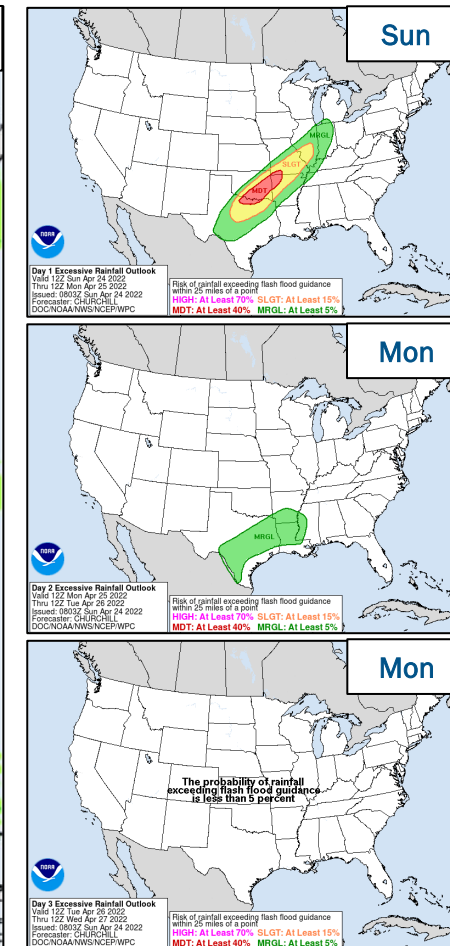 Sun
MRGL
SLGT
MDT
NOAA
Day 1 Excessive Rainfall Outlook
Valid 12Z Sun Apr 24 2022
Thru 12Z Mon Apr 25 2022
Issued: 0803Z Sun Apr 24 2022
Forecaster: CHURCHILL
DOC/NOAA/NWS/NCEP/WPC
Risk of rainfall exceeding flash flood guidance
within 25 miles of a point
HIGH: At Least 70% SLGT: At Least 15%
MDT: At Least 40% MRGL: At Least 5%
Mon
MRGL
NOAA
Day 2 Excessive Rainfall Outlook
Valid 12Z Mon Apr 25 2022
Thru 12Z Tue Apr 26 2022
Issued: 0803Z Sun Apr 24 2022
Forecaster: CHURCHILL
DOC/NOAA/NWS/NCEP/WPC
Risk of rainfall exceeding flash flood guidance
within 25 miles of a point
HIGH: At Least 70% SLGT: At Least 15%
MDT: At Least 40% MRGL: At Least 5%
Mon
The probability of rainfall
exceeding flash flood guidance
is less than 5 percent
NOAA
Day 3 Excessive Rainfall Outlook
Valid 12Z Tue Apr 26 2022
Thru 12Z Wed Apr 27 2022
Issued: 0803Z Sun Apr 24 2022
Forecaster: CHURCHILL
DOC/NOAA/NWS/NCEP/WPC
Risk of rainfall exceeding flash flood guidance
within 25 miles of a point
HIGH: At Least 70% SLGT: At Least 15%
MDT: At Least 40% MRGL: At Least 5%